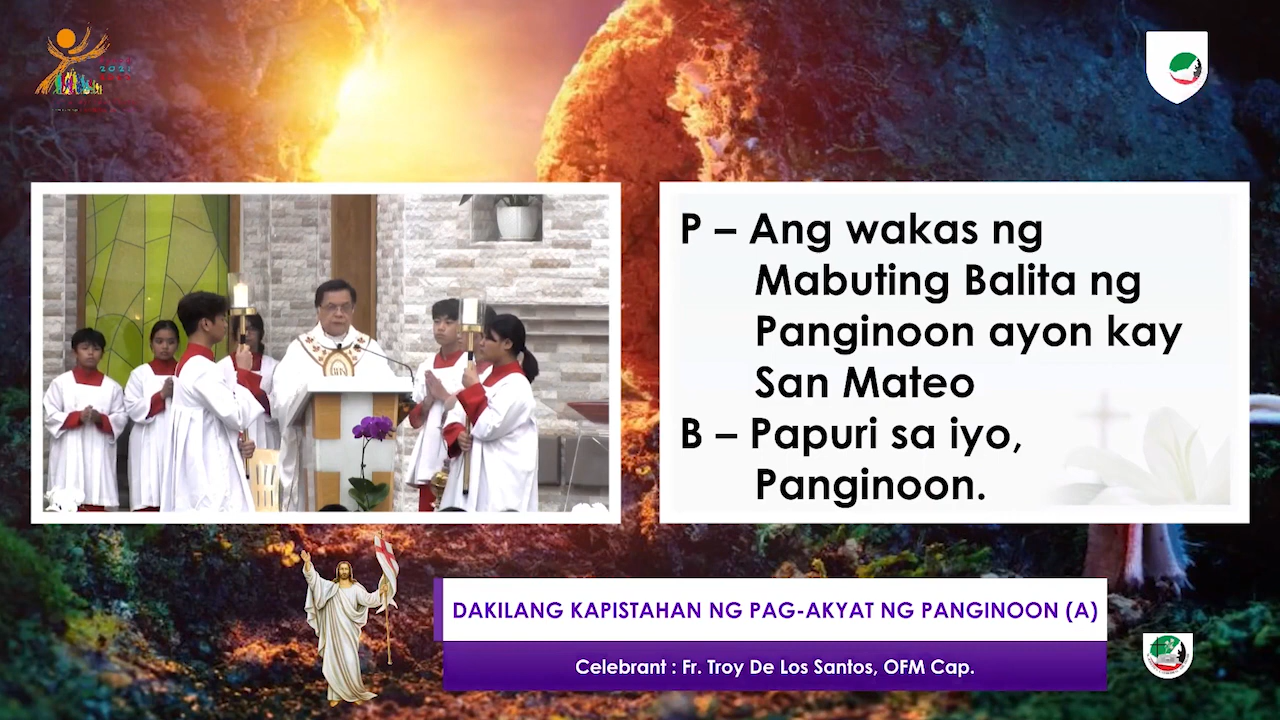 P – Ang wakas ng
Mabuting Balita ng
Panginoon ayon kay
San Mateo
B – Papuri sa iyo,
Panginoon.
DAKILANG KAPISTAHAN NG PAG-AKYAT NG PANGINOON (A)
Celebrant : Fr. Troy De Los Santos, OFM Cap.